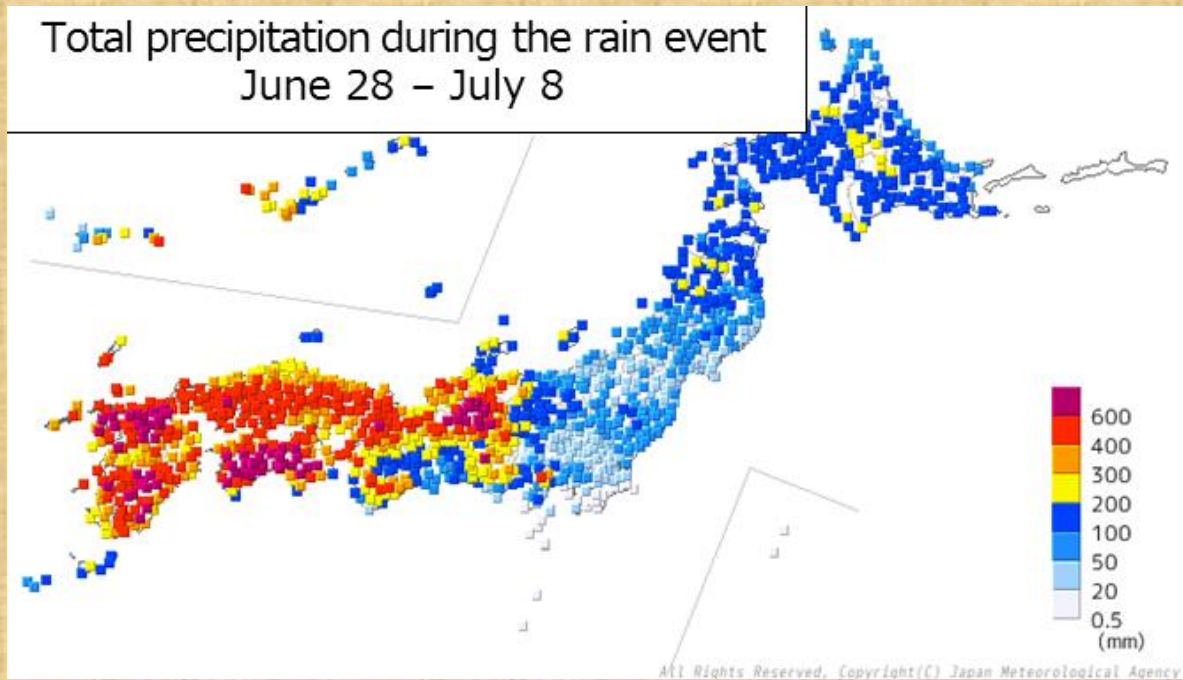 Total precipitation during the rain event
June 28 – July 8
600
400
300
200
100
50
20
0.5
(mm)
All Rights Reserved, Copyright(C) Japan Meteorological Agency